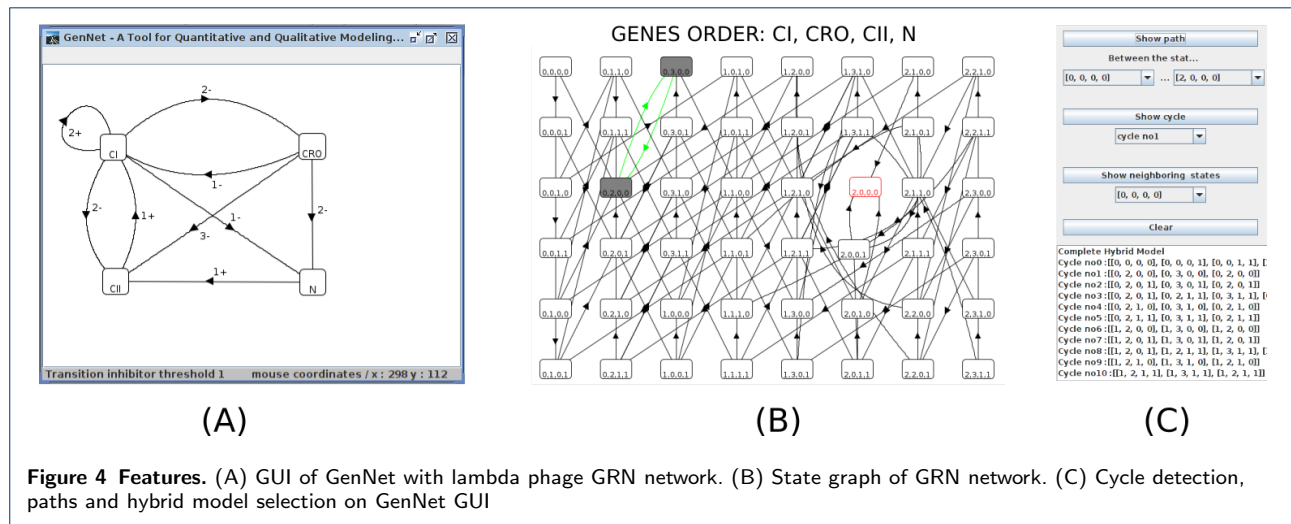 GenNet - A Tool for Quantitative and Qualitative Modeling...
2-
2+
CI
CRO
1-
2-
1+
1-
2-
3-
1+
CII
N
Transition inhibitor threshold 1 mouse coordinates / x : 298 y : 112
(A)
GENES ORDER: CI, CRO, CII, N
0,0,0,0 0,1,1,0 0,3,0,0 1,0,1,0 1,2,0,0 1,3,1,0 2,1,0,0 2,2,1,0
0,0,0,1 0,1,1,1 0,3,0,1 1,0,1,1 1,2,0,1 1,3,1,1 2,1,0,1 2,2,1,1
0,0,1,0 0,2,0,0 0,3,1,0 1,1,0,0 1,2,1,0 2,0,0,0 2,1,1,0 2,3,0,0
0,0,1,1 0,2,0,1 0,3,1,1 1,1,0,1 1,2,1,1 2,0,0,1 2,1,1,1 2,3,0,1
0,1,0,0 0,2,1,0 1,0,0,0 1,1,1,0 1,3,0,0 2,0,1,0 2,2,0,0 2,3,1,0
0,1,0,1 0,2,1,1 1,0,0,1 1,1,1,1 1,3,0,1 2,0,1,1 2,2,0,1 2,3,1,1
(B)
Show path
Between the stat...
[0, 0, 0, 0] ... [2, 0, 0, 0]
Show cycle
cycle no1
Show neighboring states
[0, 0, 0, 0]
Clear
Complete Hybrid Model
Cycle no0 :[[0, 0, 0, 0], [0, 0, 0, 1], [0, 0, 1, 1], [
Cycle no1 :[[0, 2, 0, 0], [0, 3, 0, 0], [0, 2, 0, 0]]
Cycle no2 :[[0, 2, 0, 1], [0, 3, 0, 1], [0, 2, 0, 1]]
Cycle no3 :[[0, 2, 0, 1], [0, 2, 1, 1], [0, 3, 1, 1], [
Cycle no4 :[[0, 2, 1, 0], [0, 3, 1, 0], [0, 2, 1, 0]]
Cycle no5 :[[0, 2, 1, 1], [0, 3, 1, 1], [0, 2, 1, 1]]
Cycle no6 :[[1, 2, 0, 0], [1, 3, 0, 0], [1, 2, 0, 0]]
Cycle no7 :[[1, 2, 0, 1], [1, 3, 0, 1], [1, 2, 0, 1]]
Cycle no8 :[[1, 2, 0, 1], [1, 2, 1, 1], [1, 3, 1, 1], [
Cycle no9 :[[1, 2, 1, 0], [1, 3, 1, 0], [1, 2, 1, 0]]
Cycle no10 :[[1, 2, 1, 1], [1, 3, 1, 1], [1, 2, 1, 1]]
(C)
Figure 4 Features. (A) GUI of GenNet with lambda phage GRN network. (B) State graph of GRN network. (C) Cycle detection,
paths and hybrid model selection on GenNet GUI